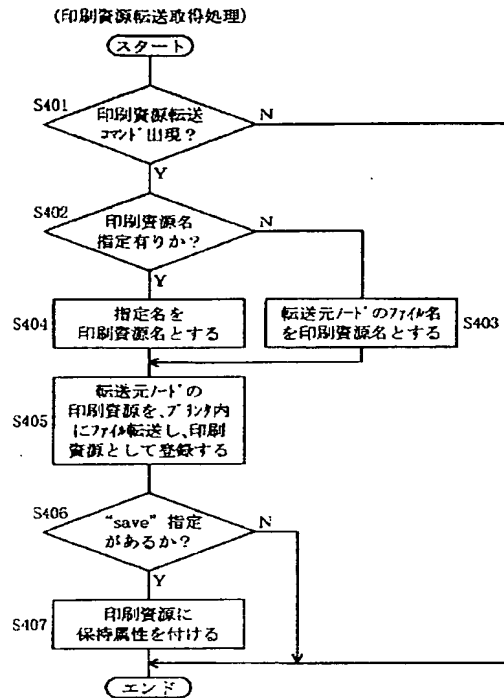 (印刷資源転送取得処理)
スタート
S401
印刷資源転送
ｺﾏﾝﾄﾞ出現？
N
Y
S402
印刷資源名
指定有りか？
N
Y
S404
指定名を
印刷資源名とする
転送元ﾉｰﾄﾞのﾌｧｲﾙ名
を印刷資源名とする
S403
S405
転送元ﾉｰﾄﾞの
印刷資源を、ﾌﾟﾘﾝﾀ内
にﾌｧｲﾙ転送し、印刷
資源として登録する
S406
“save”指定
があるか？
N
Y
S407
印刷資源に
保持属性を付ける
エンド